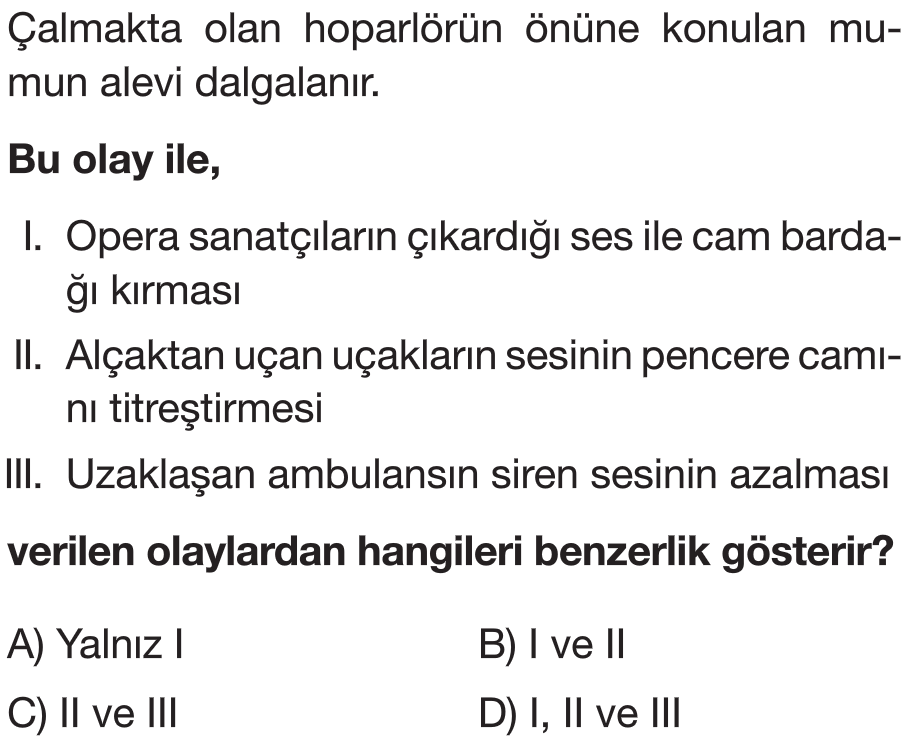 Çalmakta olan hoparlörün önüne konulan mu-
mun alevi dalgalanır.
Bu olay ile,
I. Opera sanatçıların çıkardığı ses ile cam barda-
ğı kırması
II. Alçaktan uçan uçakların sesinin pencere camı-
nı titreştirmesi
III. Uzaklaşan ambulansın siren sesinin azalması
verilen olaylardan hangileri benzerlik gösterir?
A) Yalnız I B) I ve II
C) II ve III D) I, II ve III